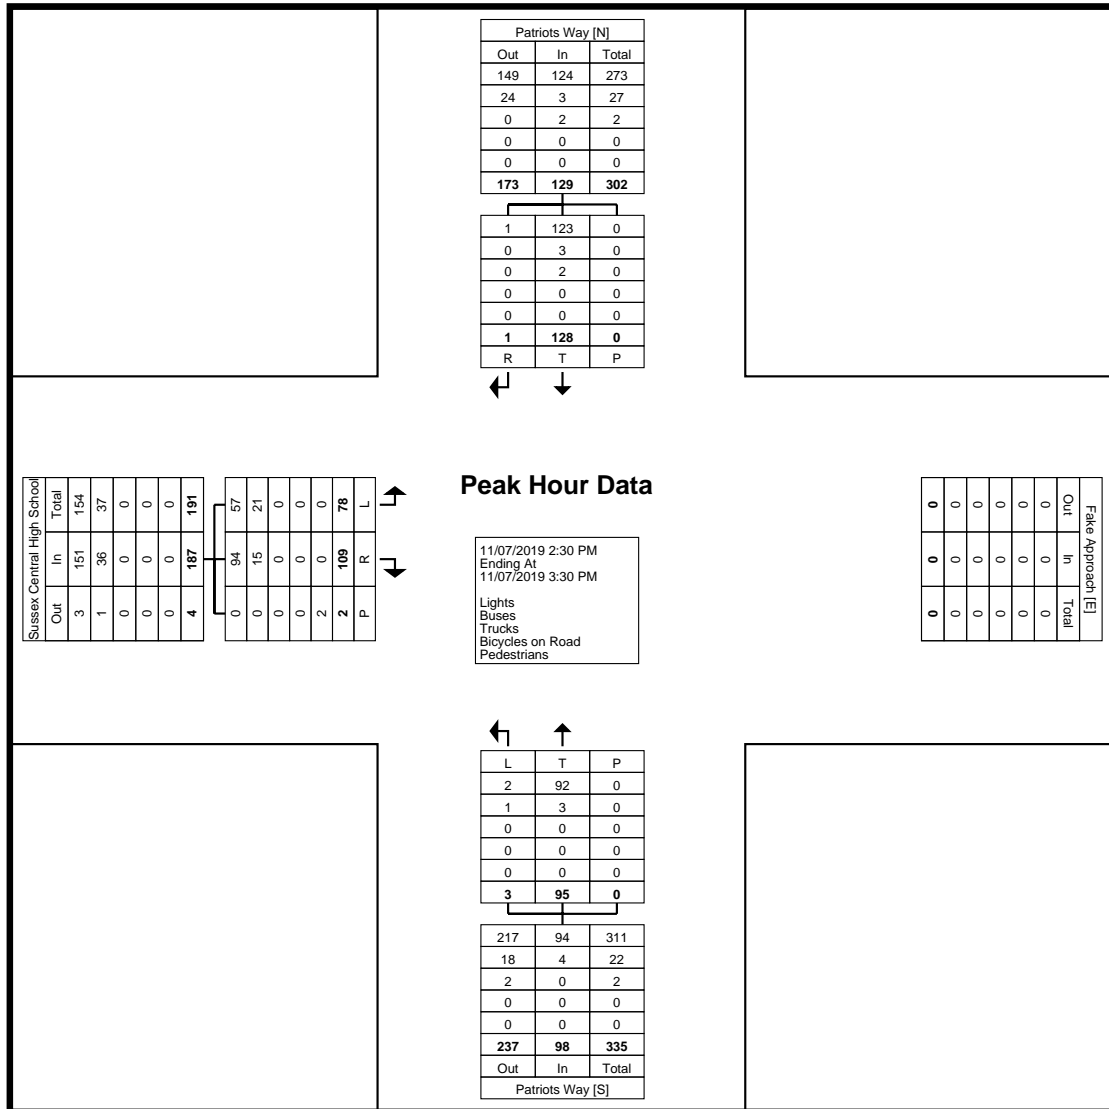 Patriots Way [N]
Out In Total
149 124 273
24 3 27
0 2 2
0 0 0
0 0 0
173 129 302
1 123 0
0 3 0
0 2 0
0 0 0
0 0 0
1 128 0
R T P
Sussex Central High School
Out In Total
3 151 154
1 36 37
0 0 0
0 0 0
0 0 0
4 187 191
0 94 57
0 15 21
0 0 0
0 0 0
2 0 0
2 109 78
P R L
Peak Hour Data
11/07/2019 2:30 PM
Ending At
11/07/2019 3:30 PM
Lights
Buses
Trucks
Bicycles on Road
Pedestrians
Fake Approach [E]
Out In Total
0 0 0
0 0 0
0 0 0
0 0 0
0 0 0
0 0 0
L T P
2 92 0
1 3 0
0 0 0
0 0 0
0 0 0
3 95 0
217 94 311
18 4 22
2 0 2
0 0 0
0 0 0
237 98 335
Out In Total
Patriots Way [S]